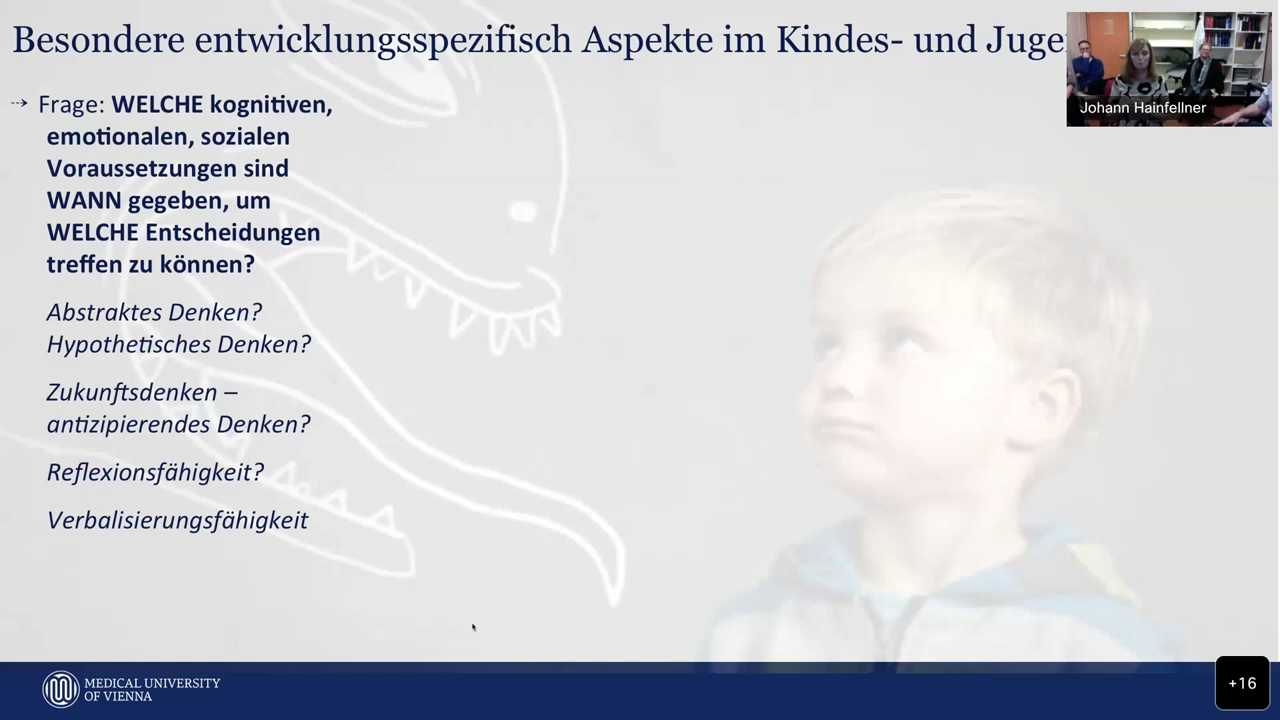 Besondere entwicklungsspezifisch Aspekte im Kindes- und Juge
Johann Hainfellner
Frage: WELCHE kognitiven,
emotionalen, sozialen
Voraussetzungen sind
WANN gegeben, um
WELCHE Entscheidungen
treffen zu können?
Abstraktes Denken?
Hypothetisches Denken?
Zukunftsdenken –
antizipierendes Denken?
Reflexionsfähigkeit?
Verbalisierungsfähigkeit
MEDICAL UNIVERSITY
OF VIENNA
+16